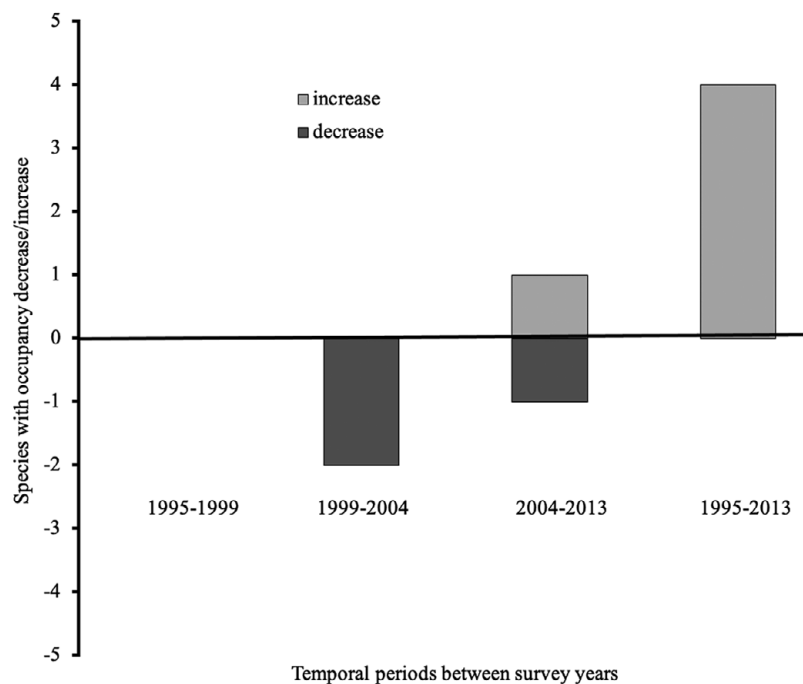 5
4
3
2
1
0
-1
-2
-3
-4
-5
Species with occupancy decrease/increase
increase
decrease
1995-1999 1999-2004 2004-2013 1995-2013
Temporal periods between survey years